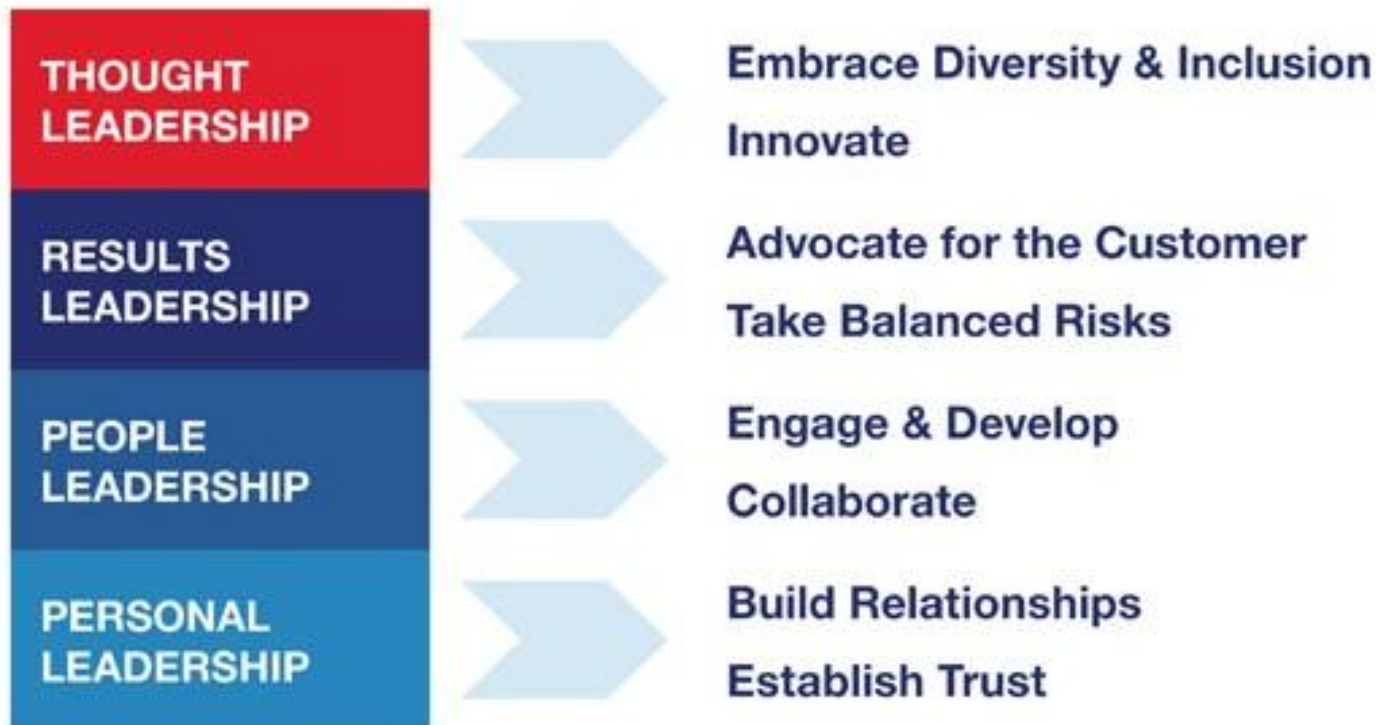 THOUGHT
LEADERSHIP
Embrace Diversity & Inclusion
Innovate
RESULTS
LEADERSHIP
Advocate for the Customer
Take Balanced Risks
PEOPLE
LEADERSHIP
Engage & Develop
Collaborate
PERSONAL
LEADERSHIP
Build Relationships
Establish Trust